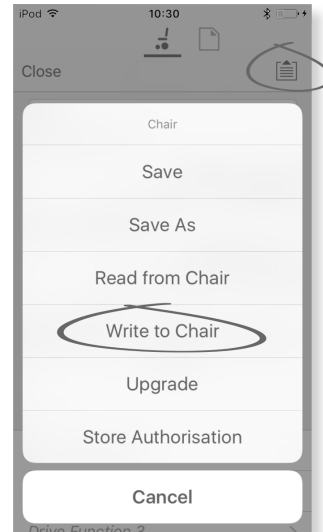 iPod 10:30
Close
Chair
Save
Save As
Read from Chair
Write to Chair
Upgrade
Store Authorisation
Cancel
Drive Function 3